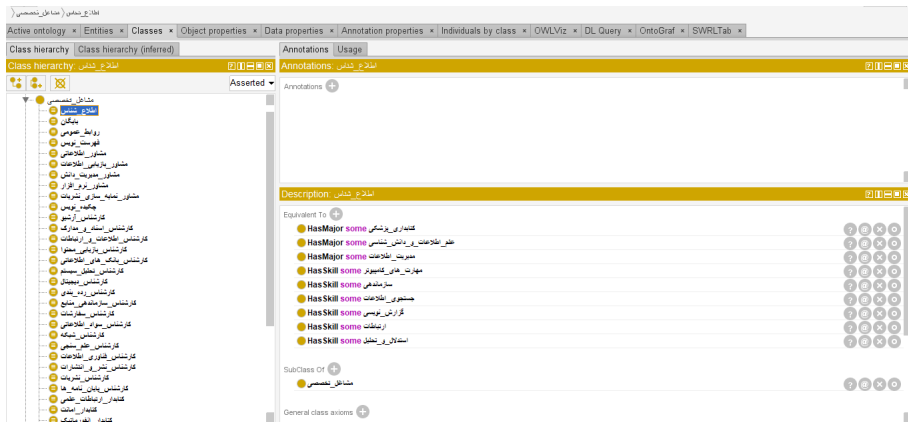 اطلاع_شناس ⟩ مشاغل_تخصصی ⟩
Active ontology × Entities × Classes × Object properties × Data properties × Annotation properties × Individuals by class × OWLViz × DL Query × OntoGraf × SWRLTab ×
Class hierarchy Class hierarchy (inferred)
Class hierarchy: اطلاع_شناس
Asserted
مشاغل_تخصصی
اطلاع_شناس
بایگان
روابط_عمومی
فهرست_نویس
مشاور_اطلاعاتی
مشاور_بازیابی_اطلاعات
مشاور_مدیریت_دانش
مشاور_نرم_افزار
مشاور_نمایه_سازی_نشریات
چکیده_نویس
کارشناس_آرشیو
کارشناس_اسناد_و_مدارک
کارشناس_اطلاعات_و_ارتباطات
کارشناس_بازیابی_محتوا
کارشناس_بانک_های_اطلاعاتی
کارشناس_تحلیل_سیستم
کارشناس_دیجیتال
کارشناس_رده_بندی
کارشناس_سازماندهی_منابع
کارشناس_سفارشات
کارشناس_سواد_اطلاعاتی
کارشناس_شبکه
کارشناس_علم_سنجی
کارشناس_فناوری_اطلاعات
کارشناس_نشر_و_انتشارات
کارشناس_نشریات
کارشناس_پایان_نامه_ها
کتابدار_ارتباطات_علمی
کتابدار_امانت
کتابدار_انفورماتیک
Annotations Usage
Annotations: اطلاع_شناس
Annotations
Description: اطلاع_شناس
Equivalent To
HasMajor some کتابداری_پزشکی
HasMajor some علم_اطلاعات_و_دانش_شناسی
HasMajor some مدیریت_اطلاعات
HasSkill some مهارت_های_کامپیوتر
HasSkill some سازماندهی
HasSkill some جستجوی_اطلاعات
HasSkill some گزارش_نویسی
HasSkill some ارتباطات
HasSkill some استدلال_و_تحلیل
SubClass Of
مشاغل_تخصصی
General class axioms